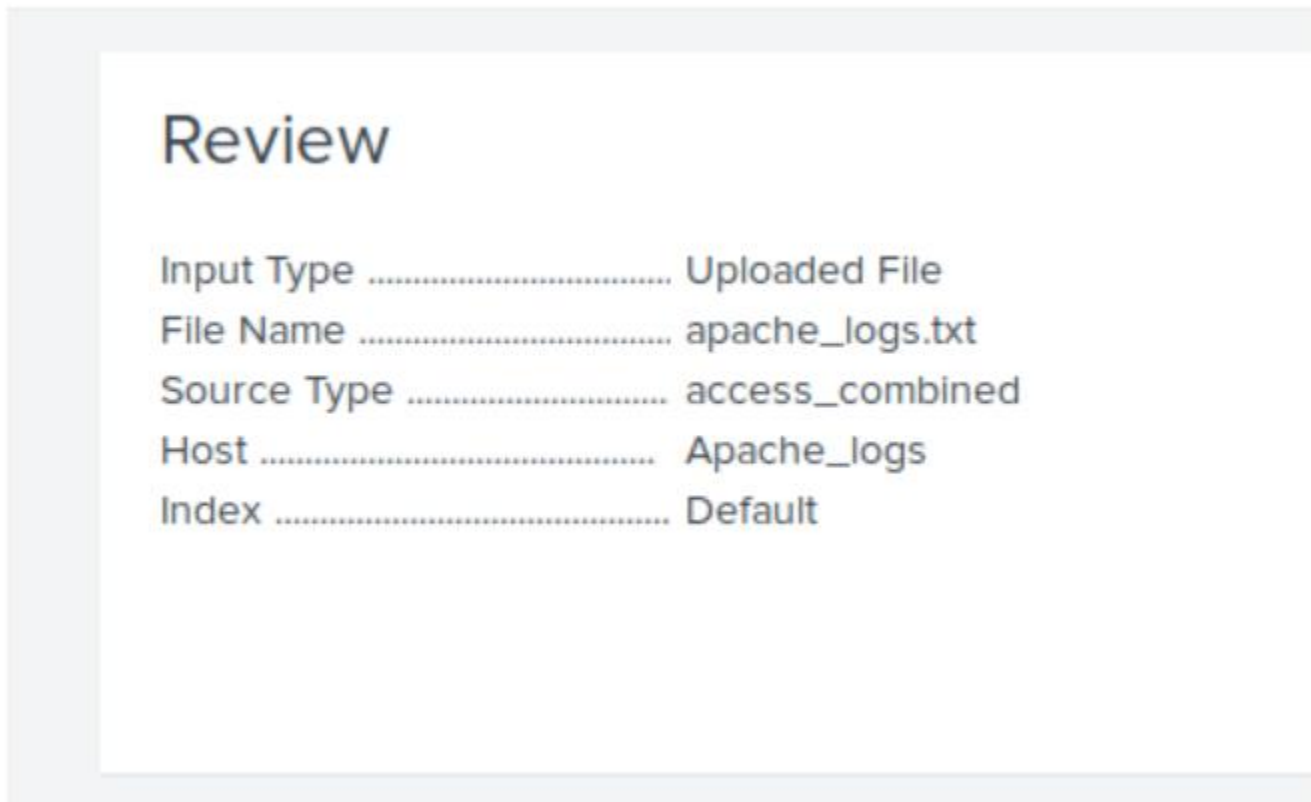 Review
Input Type ................................. Uploaded File
File Name .................................. apache_logs.txt
Source Type ............................ access_combined
Host ........................................... Apache_logs
Index ........................................... Default